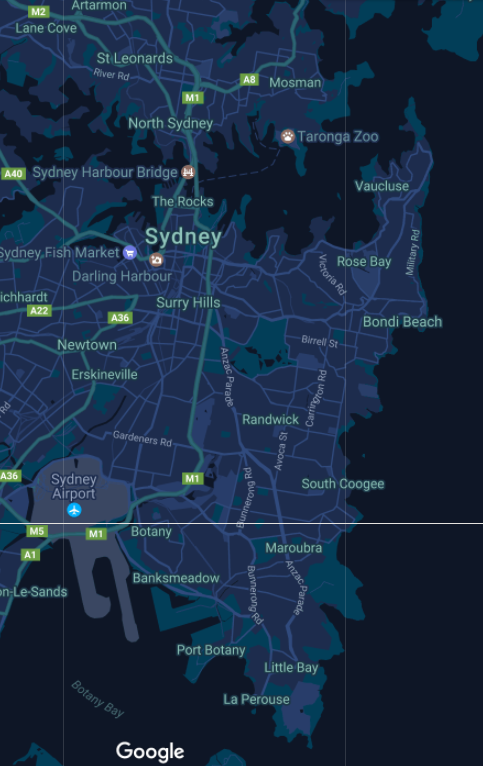 Artarmon
M2
Lane Cove
St Leonards
River Rd
A8
Mosman
M1
North Sydney
Taronga Zoo
A40
Sydney Harbour Bridge
Vaucluse
The Rocks
Sydney
Military Rd
Sydney Fish Market
Rose Bay
Victoria Rd
Darling Harbour
ichhardt
Surry Hills
A22
A36
Bondi Beach
Newtown
Birrell St
Erskineville
Anzac Parade
Rd
Carrington Rd
Randwick
Gardeners Rd
Avoca St
A36
Sydney
Airport
M1
South Coogee
Bunnerong Rd
M5
M1
Botany
A1
Maroubra
Banksmeadow
on-Le-Sands
Bunnerong Rd
Anzac Parade
Port Botany
Little Bay
Botany Bay
La Perouse
Google